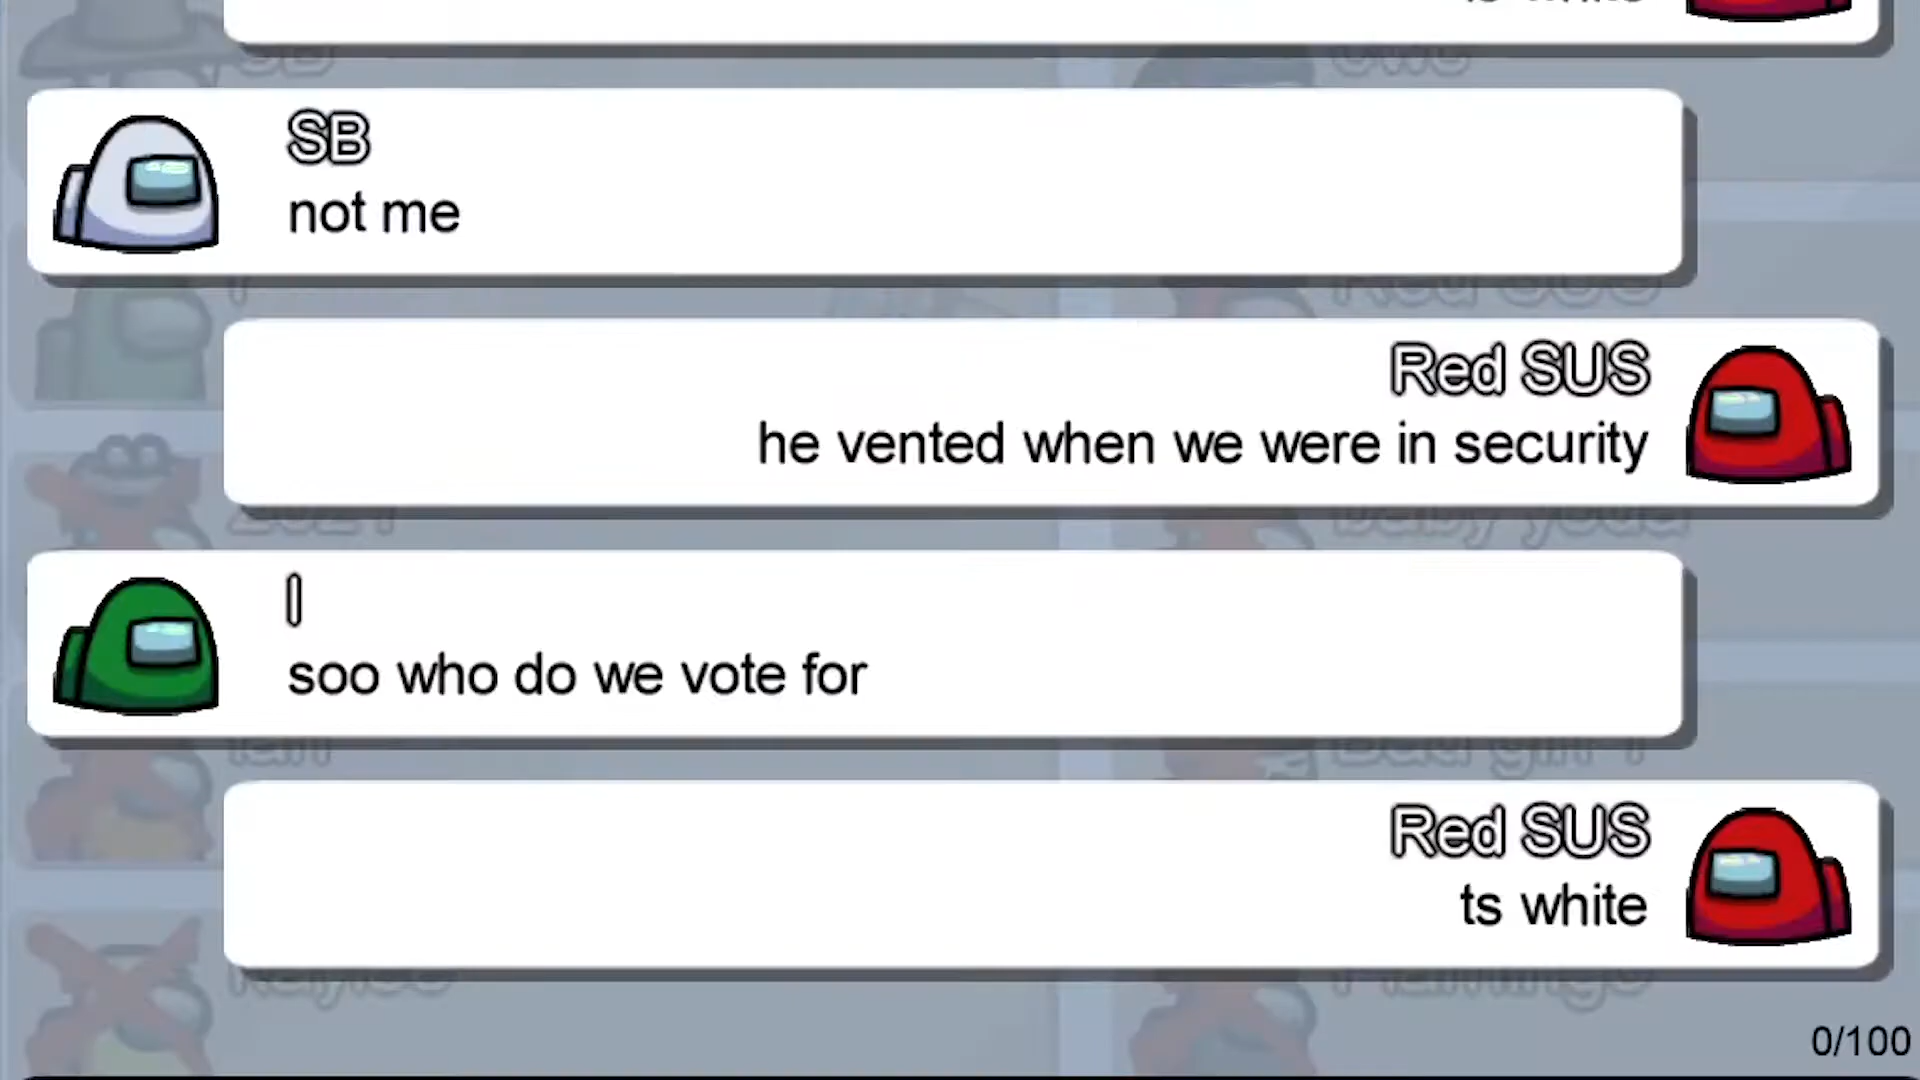 SB
not me
Red SUS
he vented when we were in security
I
soo who do we vote for
Red SUS
ts white
0/100